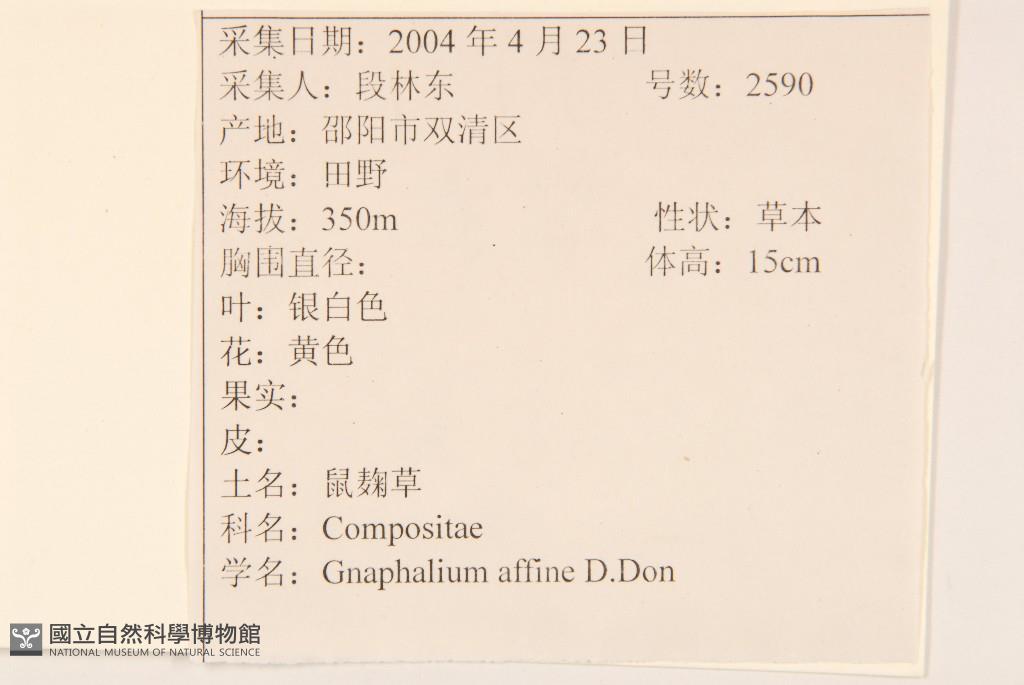 采集日期：2004 年 4 月 23 日
采集人：段林东 号数：2590
产地：邵阳市双清区
环境：田野
海拔：350m 性状：草本
胸围直径： 体高：15cm
叶：银白色
花：黄色
果实：
皮：
土名：鼠麹草
科名：Compositae
学名：Gnaphalium affine D.Don
國立自然科學博物館
NATIONAL MUSEUM OF NATURAL SCIENCE